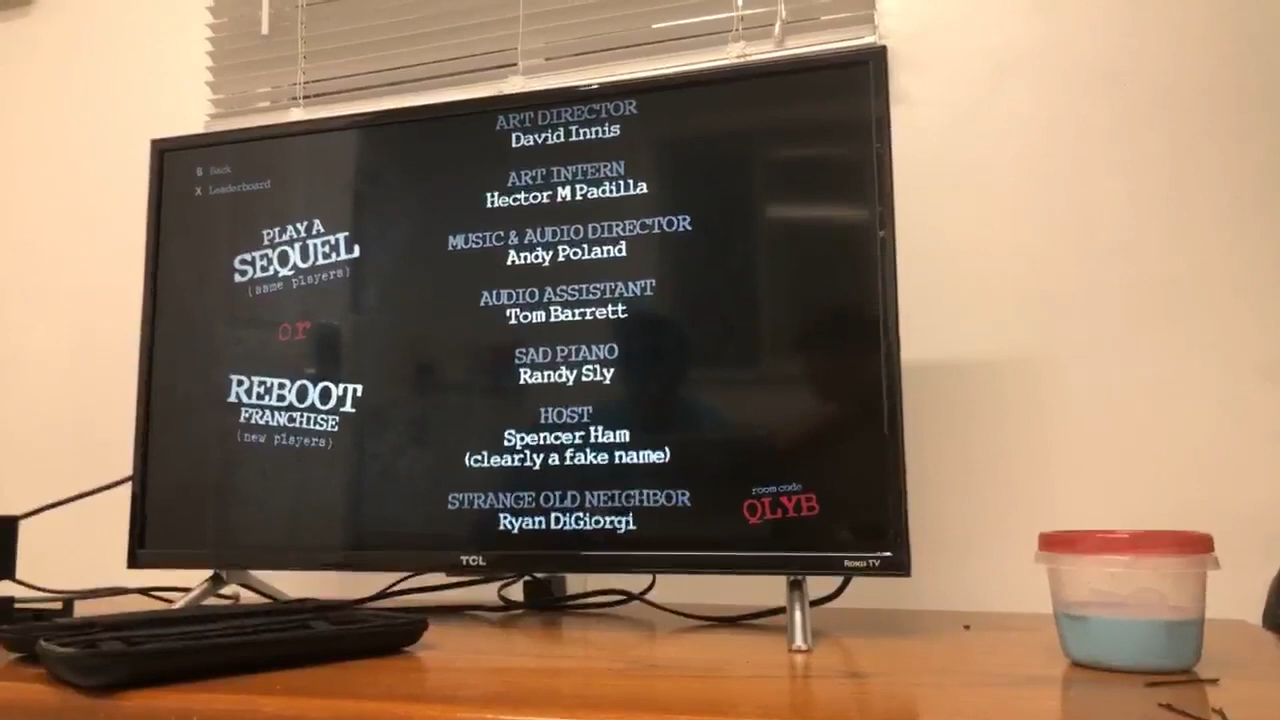 B Back
X Leaderboard
PLAY A
SEQUEL
(same players)
or
REBOOT
FRANCHISE
(new players)
ART DIRECTOR
David Innis
ART INTERN
Hector M Padilla
MUSIC & AUDIO DIRECTOR
Andy Poland
AUDIO ASSISTANT
Tom Barrett
SAD PIANO
Randy Sly
HOST
Spencer Ham
(clearly a fake name)
STRANGE OLD NEIGHBOR
Ryan DiGiorgi
room code
QLYB
TCL
Roku TV